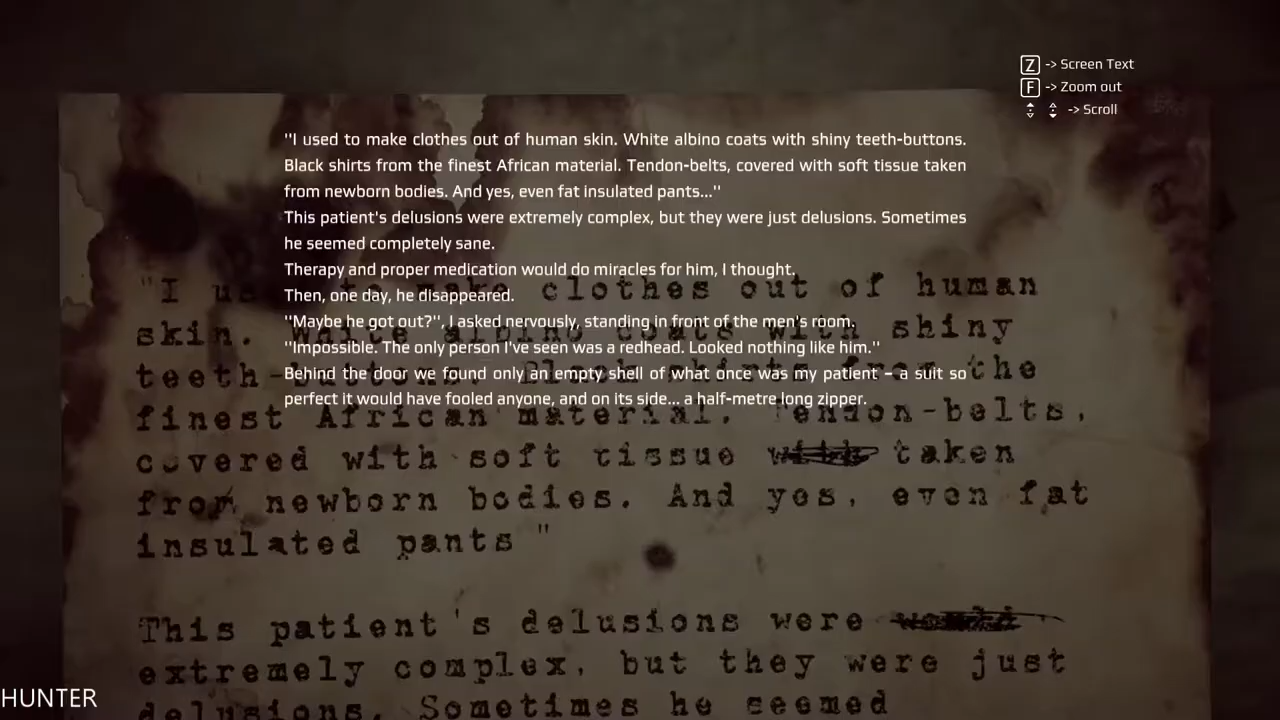 Z -> Screen Text
F -> Zoom out
-> Scroll
''I used to make clothes out of human skin. White albino coats with shiny teeth-buttons.
Black shirts from the finest African material. Tendon-belts, covered with soft tissue taken
from newborn bodies. And yes, even fat insulated pants...''
This patient's delusions were extremely complex, but they were just delusions. Sometimes
he seemed completely sane.
Therapy and proper medication would do miracles for him, I thought.
Then, one day, he disappeared.
''Maybe he got out?'', I asked nervously, standing in front of the men's room.
''Impossible. The only person I've seen was a redhead. Looked nothing like him.''
Behind the door we found only an empty shell of what once was my patient – a suit so
perfect it would have fooled anyone, and on its side... a half-metre long zipper.
"I used to make clothes out of human
skin. White albino coats with shiny
teeth-buttons. Black shirts from the
finest African material. Tendon-belts,
covered with soft tissue taken
from newborn bodies. And yes, even fat
insulated pants "
This patient's delusions were
extremely complex, but they were just
delusions. Sometimes he seemed
HUNTER